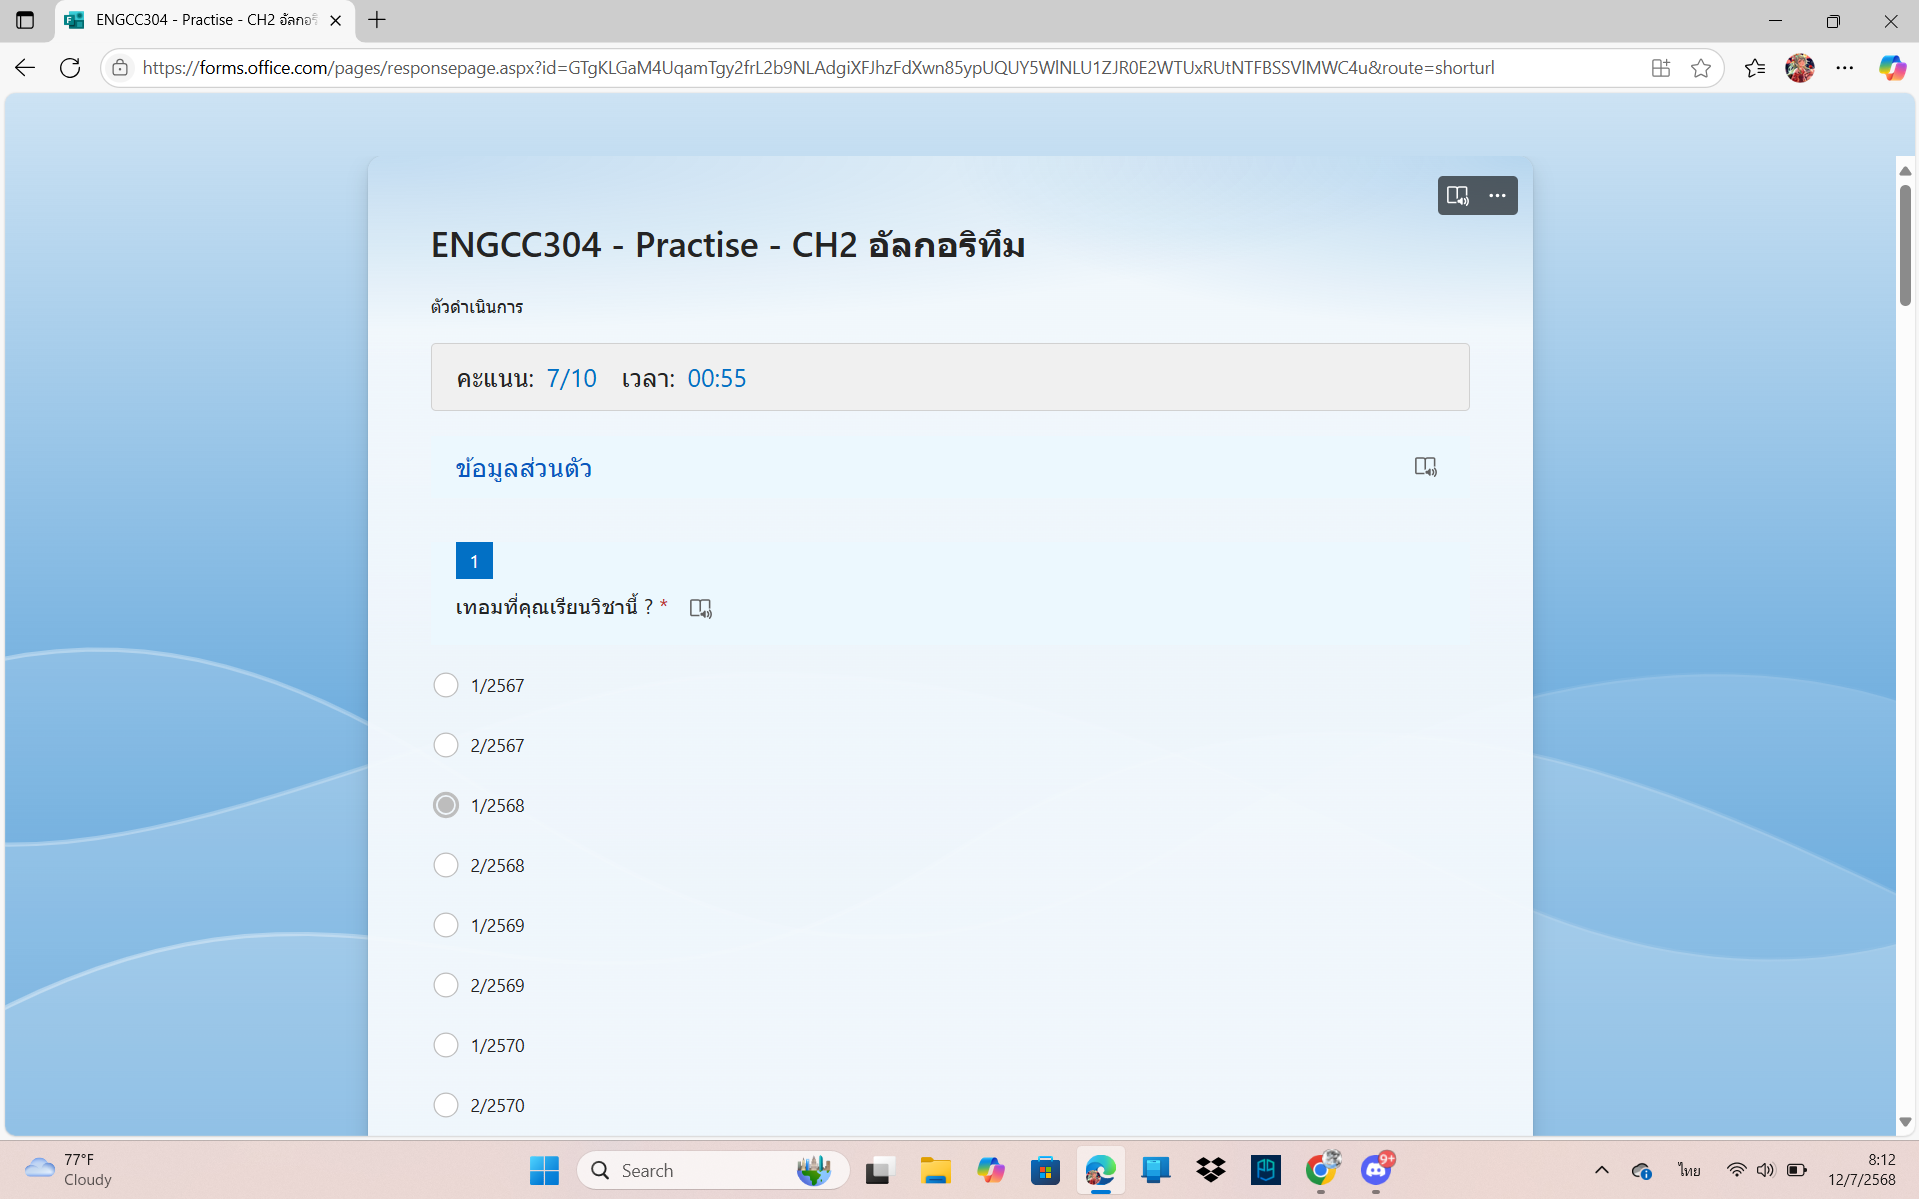 ENGCC304 - Practise - CH2 อัลกอริ
https://forms.office.com/pages/responsepage.aspx?id=GTgKLGaM4UqamTgy2frL2b9NLAdgiXFJhzFdXwn85ypUQUY5WlNLU1ZJR0E2WTUxRUtNTFBSSVlMWC4u&route=shorturl
ENGCC304 - Practise - CH2 อัลกอริทึม
ตัวดำเนินการ
คะแนน: 7/10 เวลา: 00:55
ข้อมูลส่วนตัว
1
เทอมที่คุณเรียนวิชานี้ ? *
1/2567
2/2567
1/2568
2/2568
1/2569
2/2569
1/2570
2/2570
77°F
Cloudy
Search
9+
ไทย
8:12
12/7/2568